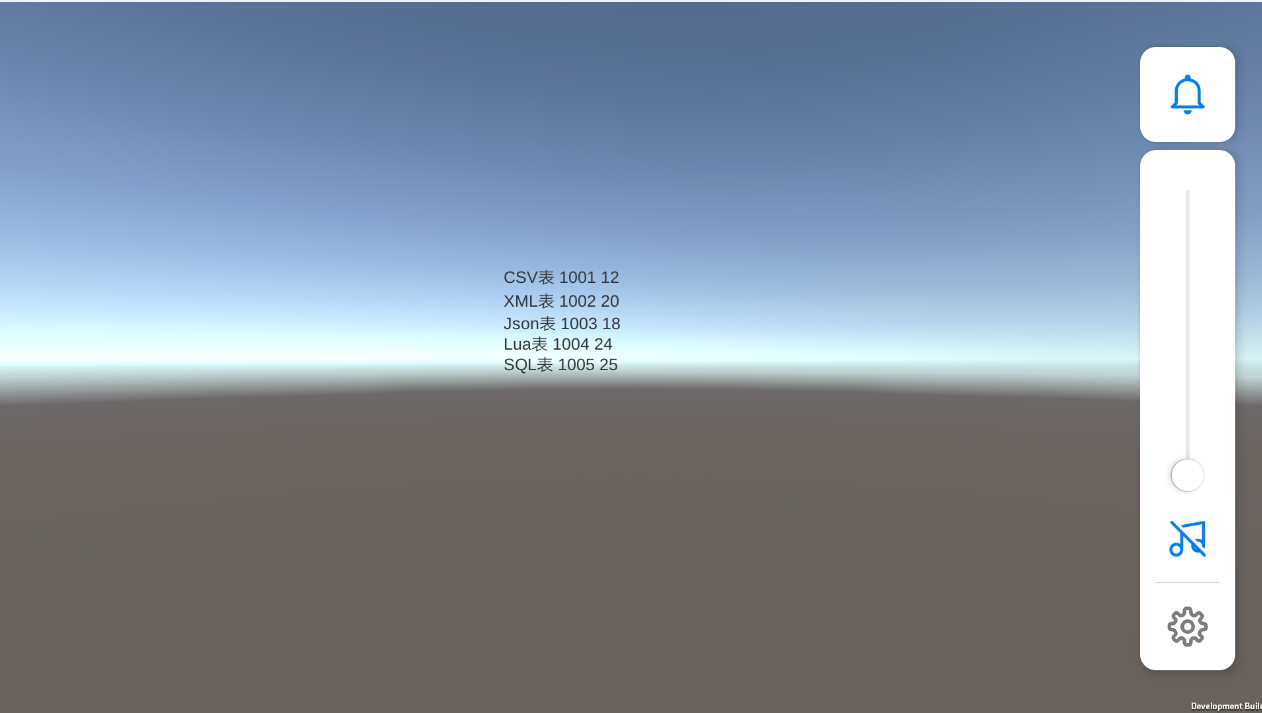 CSV表 1001 12
XML表 1002 20
Json表 1003 18
Lua表 1004 24
SQL表 1005 25
Development Build